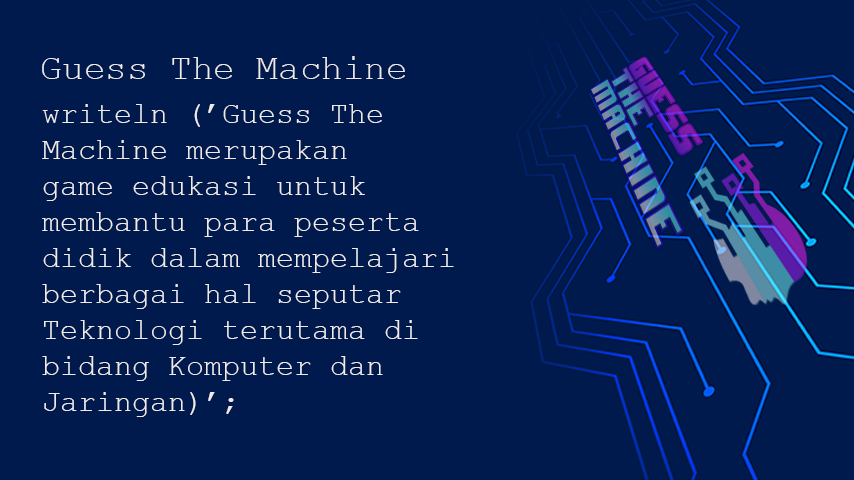 Guess The Machine
writeln (’Guess The
Machine merupakan
game edukasi untuk
membantu para peserta
didik dalam mempelajari
berbagai hal seputar
Teknologi terutama di
bidang Komputer dan
Jaringan)’;
GUESS
THE
MACHINE